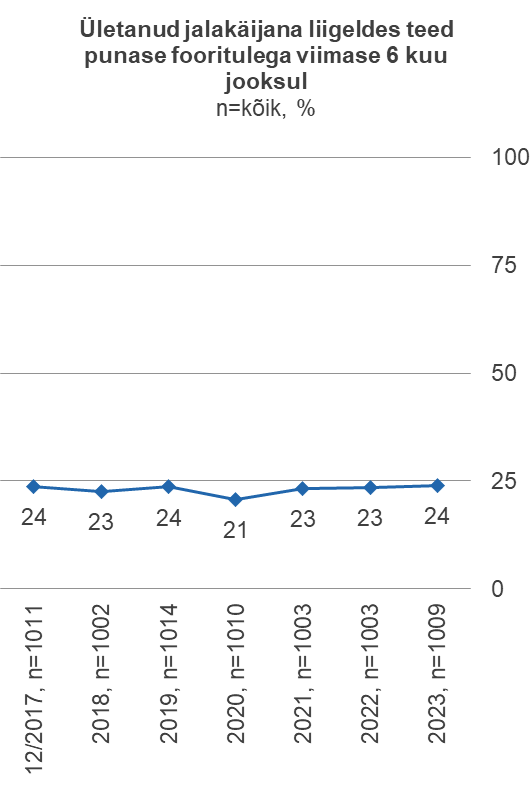 Ületanud jalakäijana liigeldes teed
punase fooritulega viimase 6 kuu
jooksul
n=kõik, %
100
75
50
25
0
24
23
24
21
23
23
24
12/2017, n=1011
2018, n=1002
2019, n=1014
2020, n=1010
2021, n=1003
2022, n=1003
2023, n=1009